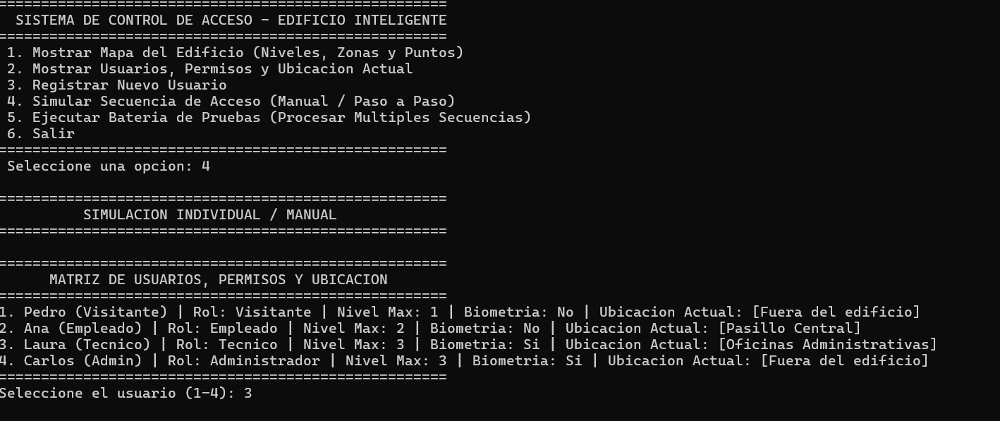 =====================================================
SISTEMA DE CONTROL DE ACCESO - EDIFICIO INTELIGENTE
=====================================================
1. Mostrar Mapa del Edificio (Niveles, Zonas y Puntos)
2. Mostrar Usuarios, Permisos y Ubicacion Actual
3. Registrar Nuevo Usuario
4. Simular Secuencia de Acceso (Manual / Paso a Paso)
5. Ejecutar Bateria de Pruebas (Procesar Multiples Secuencias)
6. Salir
=====================================================
Seleccione una opcion: 4
=====================================================
SIMULACION INDIVIDUAL / MANUAL
=====================================================
=====================================================
MATRIZ DE USUARIOS, PERMISOS Y UBICACION
=====================================================
1. Pedro (Visitante) | Rol: Visitante | Nivel Max: 1 | Biometria: No | Ubicacion Actual: [Fuera del edificio]
2. Ana (Empleado) | Rol: Empleado | Nivel Max: 2 | Biometria: No | Ubicacion Actual: [Pasillo Central]
3. Laura (Tecnico) | Rol: Tecnico | Nivel Max: 3 | Biometria: Si | Ubicacion Actual: [Oficinas Administrativas]
4. Carlos (Admin) | Rol: Administrador | Nivel Max: 3 | Biometria: Si | Ubicacion Actual: [Fuera del edificio]
=====================================================
Seleccione el usuario (1-4): 3